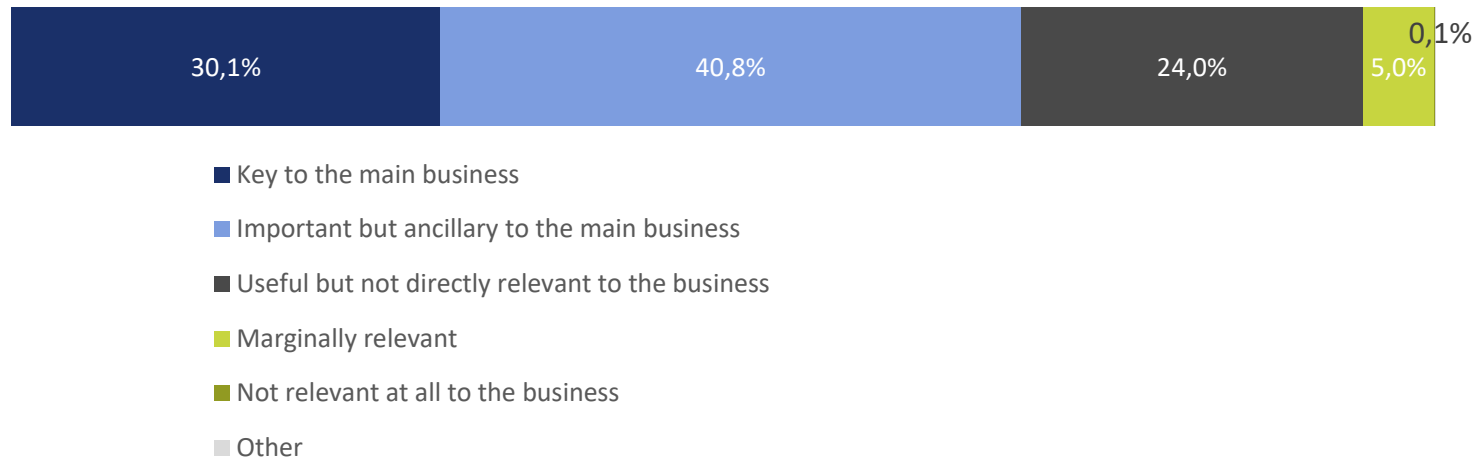 0,1%
30,1% 40,8% 24,0% 5,0%
Key to the main business
Important but ancillary to the main business
Useful but not directly relevant to the business
Marginally relevant
Not relevant at all to the business
Other